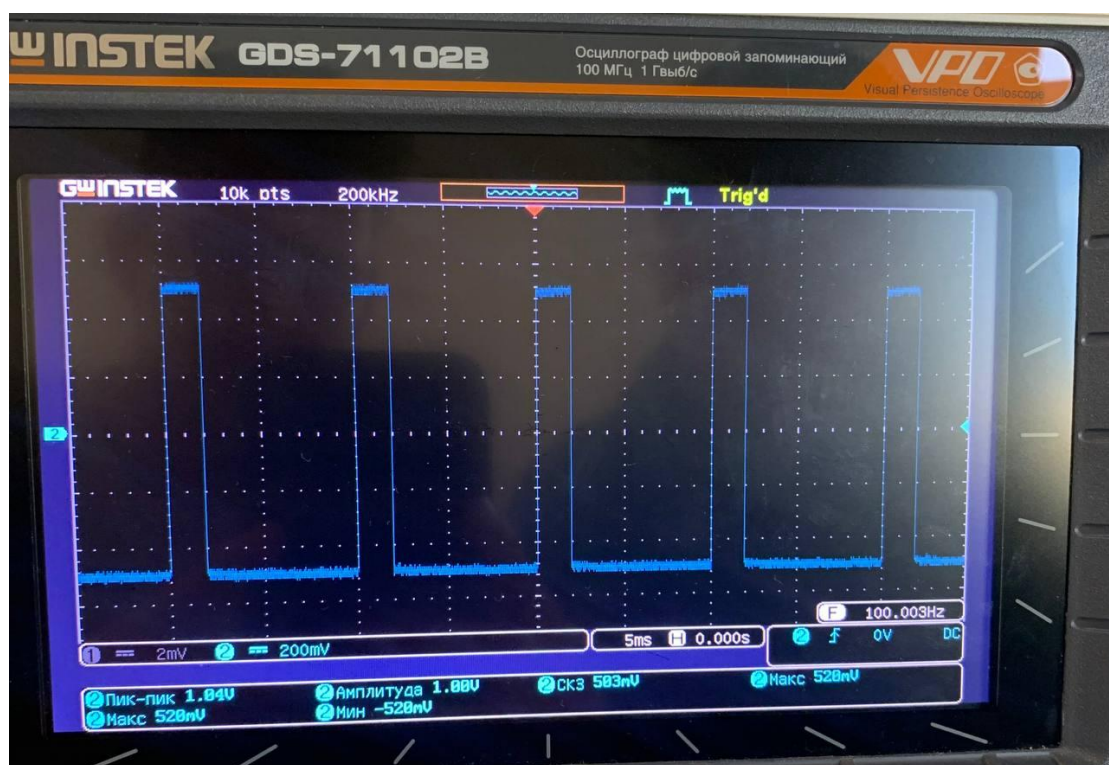 GW INSTEK GDS-71102B
Осциллограф цифровой запоминающий
100 МГц 1 Гвыб/с
VPO
Visual Persistence Oscilloscope
GW INSTEK 10k pts 200kHz Trig'd
2
F 100.003Hz
1 2mV 2 200mV 5ms H 0.000s 2 0V DC
2 Пик-пик 1.04V 2 Амплитуда 1.00V 2 СКЗ 503mV 2 Макс 520mV
2 Макс 520mV 2 Мин -520mV